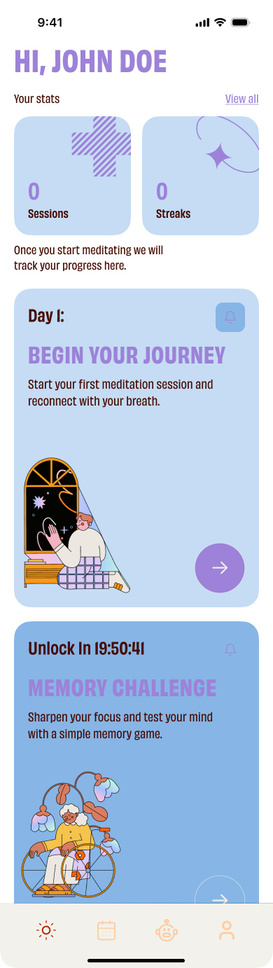 9:41
HI, JOHN DOE
Your stats
View all
0
Sessions
0
Streaks
Once you start meditating we will
track your progress here.
Day 1:
BEGIN YOUR JOURNEY
Start your first meditation session and
reconnect with your breath.
Unlock In 19:50:41
MEMORY CHALLENGE
Sharpen your focus and test your mind
with a simple memory game.